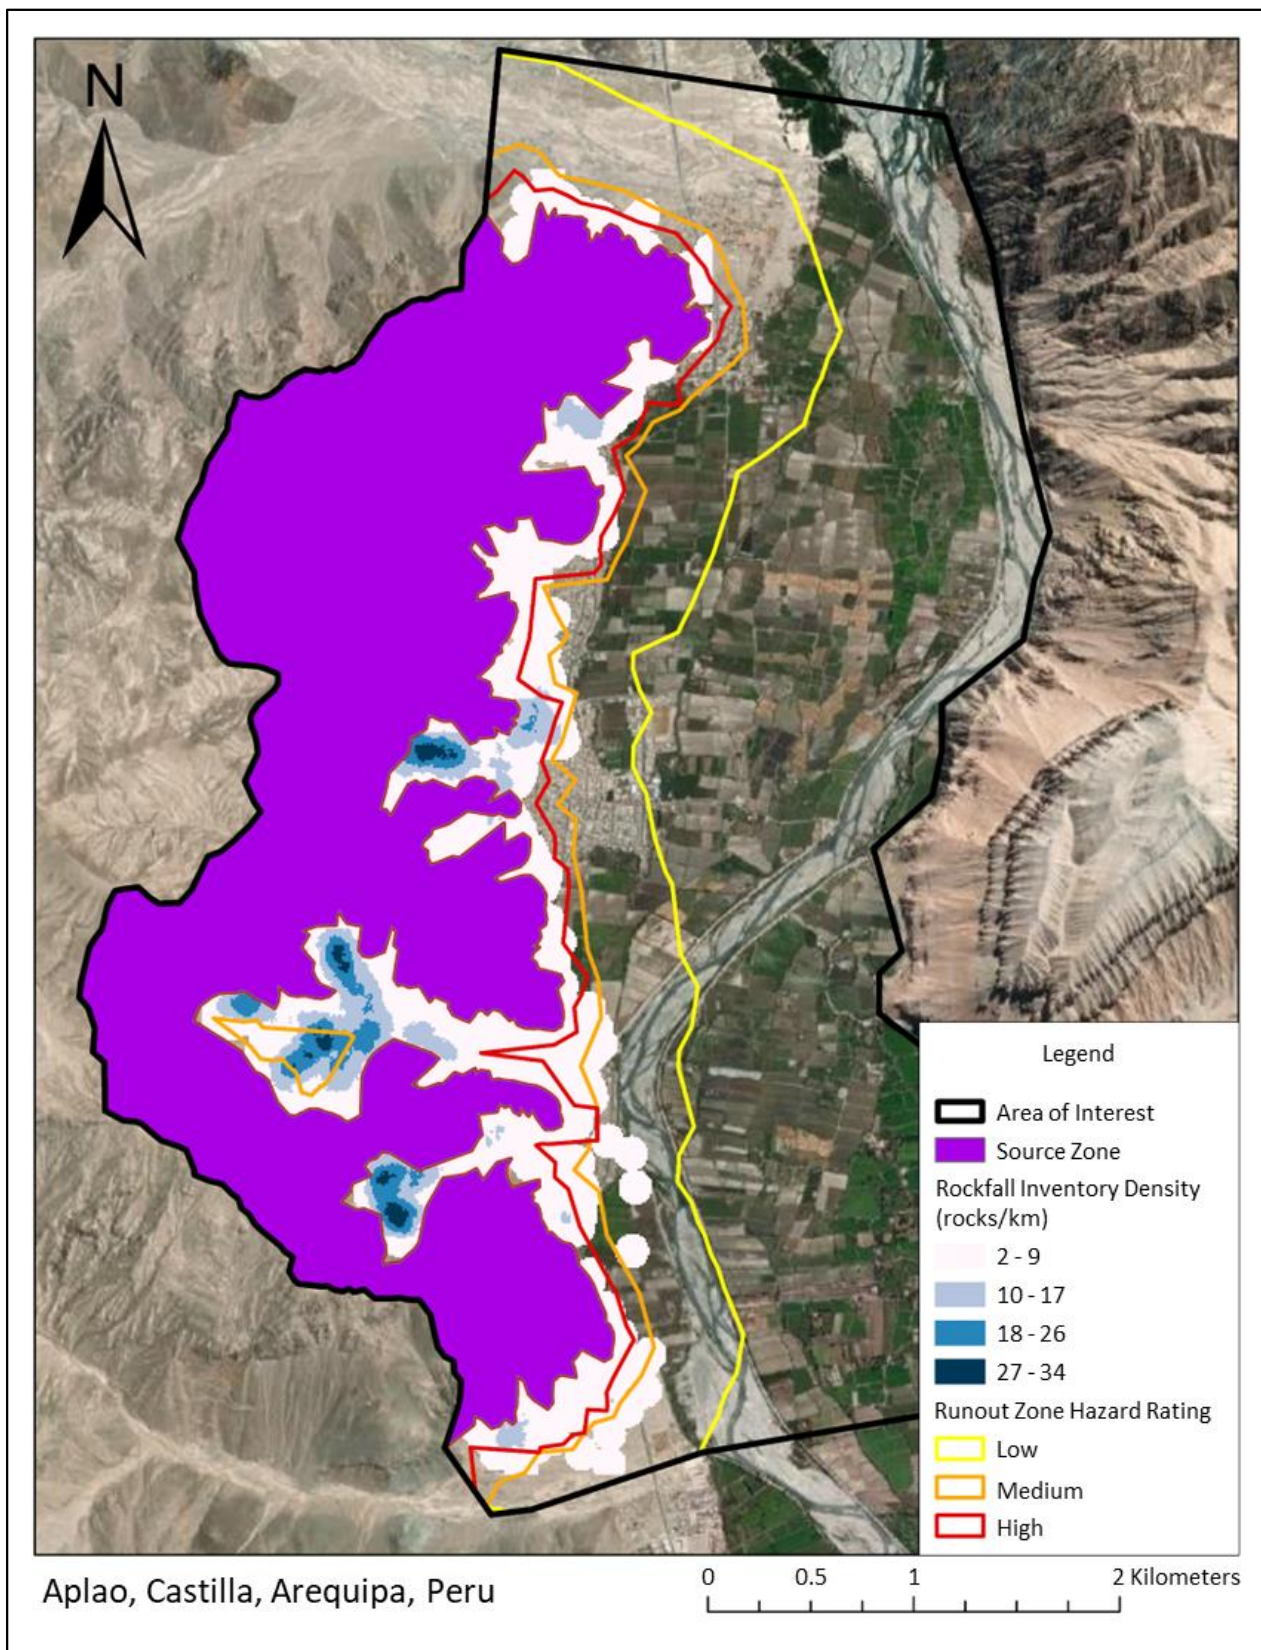 N
Legend
Area of Interest
Source Zone
Rockfall Inventory Density
(rocks/km)
2 - 9
10 - 17
18 - 26
27 - 34
Runout Zone Hazard Rating
Low
Medium
High
Aplao, Castilla, Arequipa, Peru
0 0.5 1 2 Kilometers